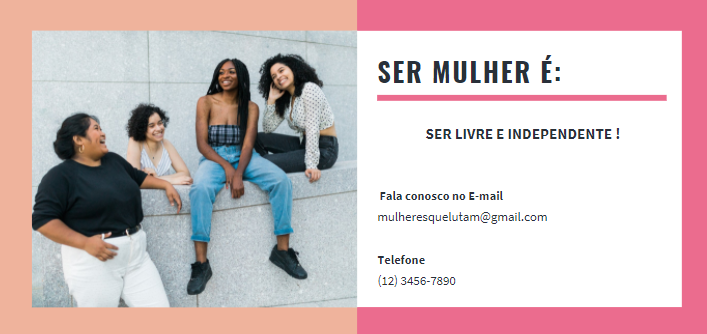 SER MULHER É:
SER LIVRE E INDEPENDENTE !
Fala conosco no E-mail
mulheresquelutam@gmail.com
Telefone
(12) 3456-7890